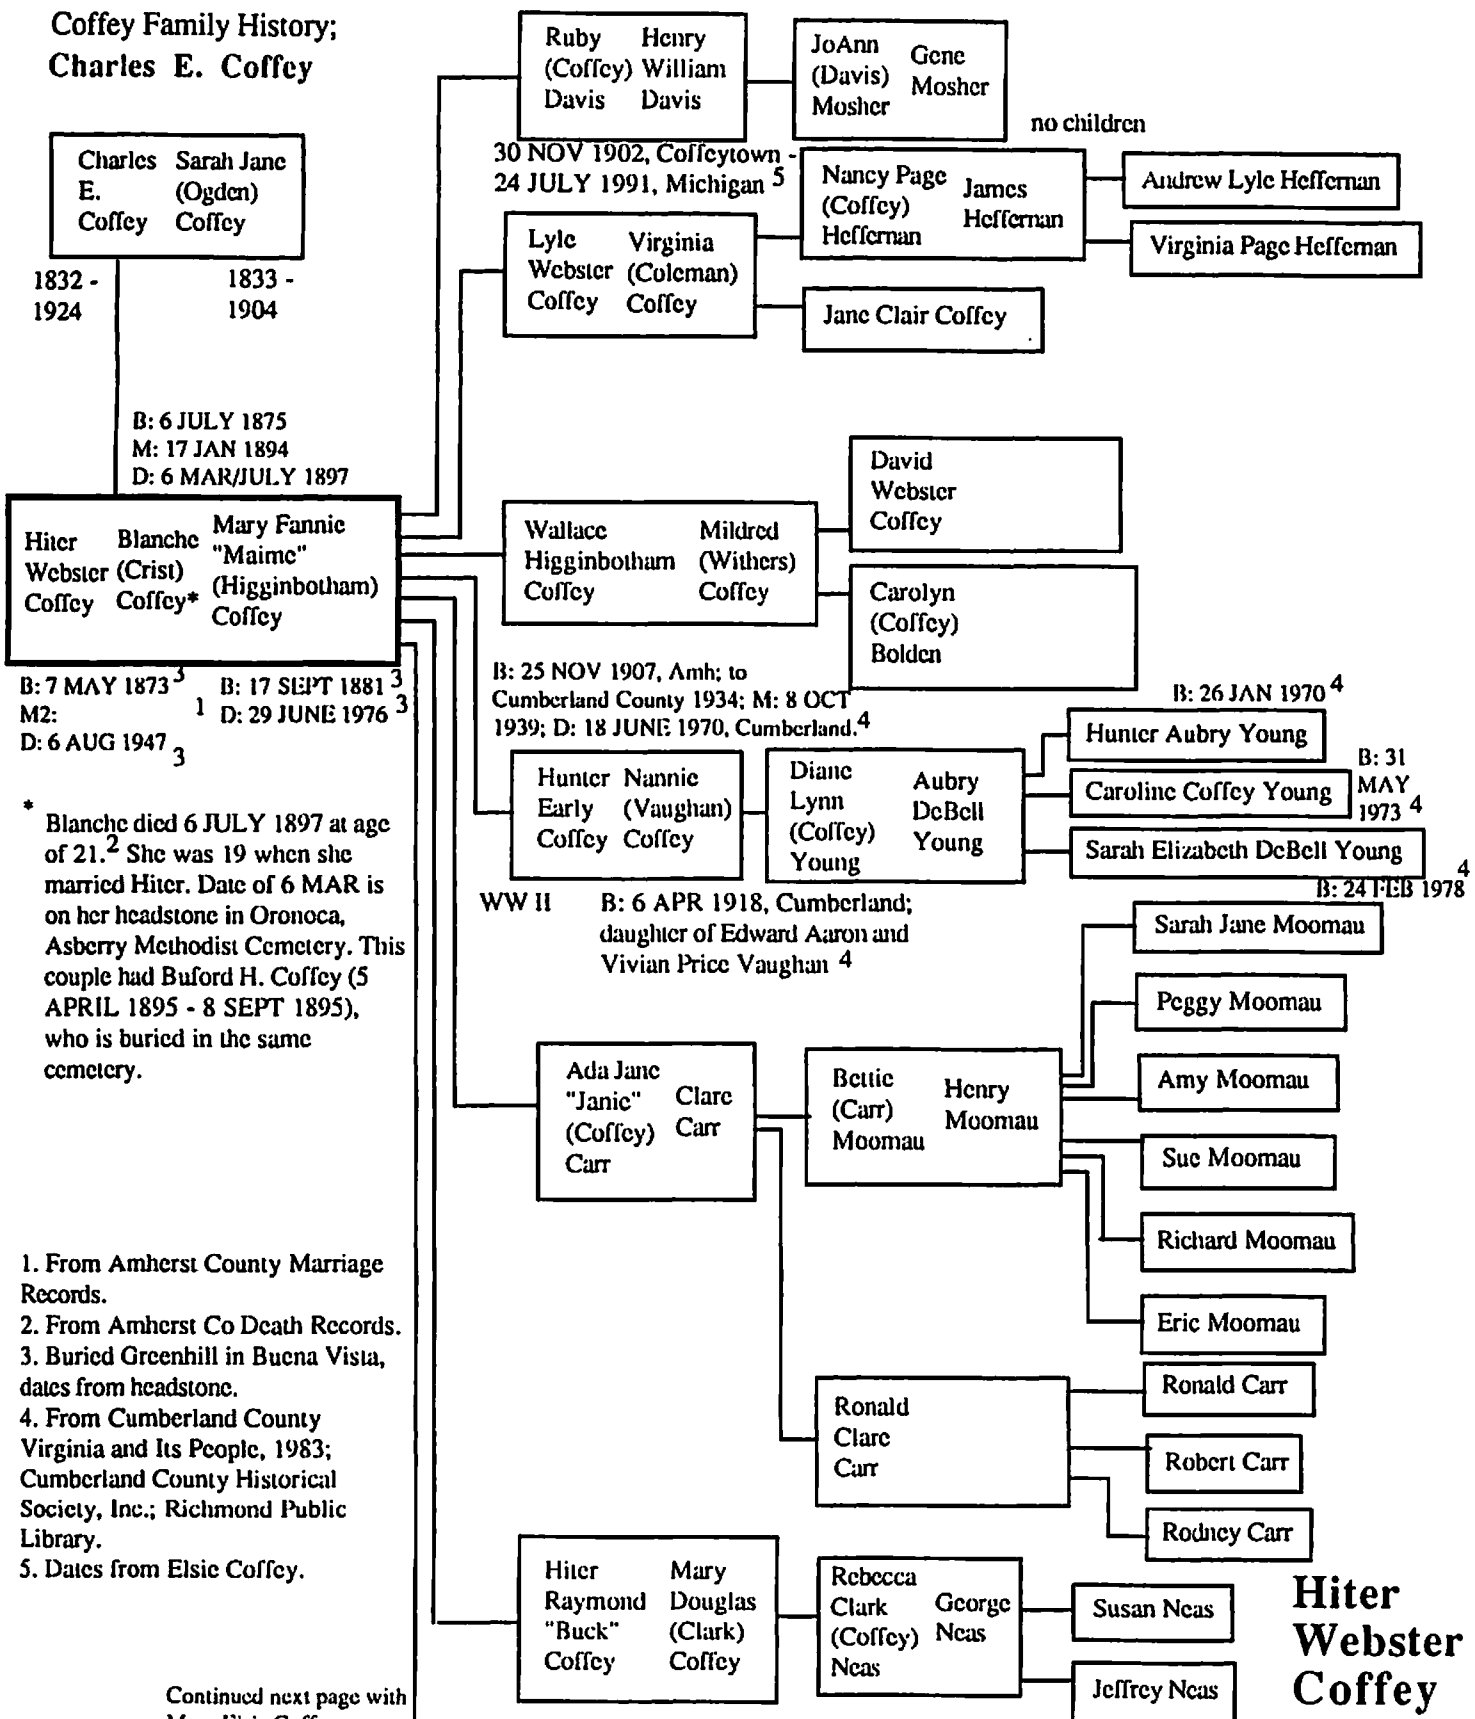 Coffey Family History;
Charles E. Coffey
Charles Sarah Jane
E. (Ogden)
Coffey Coffey
1832 - 1833 -
1924 1904
B: 6 JULY 1875
M: 17 JAN 1894
D: 6 MAR/JULY 1897
Hiter
Webster
Coffey
Blanche
(Crist)
Coffey*
Mary Fannie
"Maime"
(Higginbotham)
Coffey
B: 7 MAY 1873 3
M2: 1
D: 6 AUG 1947 3
B: 17 SEPT 1881 3
D: 29 JUNE 1976 3
* Blanche died 6 JULY 1897 at age
of 21.2 She was 19 when she
married Hiter. Date of 6 MAR is
on her headstone in Oronoca,
Asberry Methodist Cemetery. This
couple had Buford H. Coffey (5
APRIL 1895 - 8 SEPT 1895),
who is buried in the same
cemetery.
1. From Amherst County Marriage
Records.
2. From Amherst Co Death Records.
3. Buried Greenhill in Buena Vista,
dates from headstone.
4. From Cumberland County
Virginia and Its People, 1983;
Cumberland County Historical
Society, Inc.; Richmond Public
Library.
5. Dates from Elsie Coffey.
Continued next page with
Ruby Henry
(Coffey) William
Davis Davis
JoAnn
(Davis)
Mosher
Gene
Mosher
no children
30 NOV 1902, Coffeytown -
24 JULY 1991, Michigan 5
Lyle Virginia
Webster (Coleman)
Coffey Coffey
Nancy Page
(Coffey)
Heffernan
James
Heffernan
Andrew Lyle Heffernan
Virginia Page Heffernan
Jane Clair Coffey
Wallace Mildred
Higginbotham (Withers)
Coffey Coffey
David
Webster
Coffey
Carolyn
(Coffey)
Bolden
B: 25 NOV 1907, Amh; to
Cumberland County 1934; M: 8 OCT
1939; D: 18 JUNE 1970, Cumberland.4
Hunter Nannie
Early (Vaughan)
Coffey Coffey
Diane
Lynn
(Coffey)
Young
Aubry
DeBell
Young
B: 26 JAN 1970 4
Hunter Aubry Young
Caroline Coffey Young
B: 31
MAY
1973 4
Sarah Elizabeth DeBell Young
B: 24 FEB 1978 4
WW II B: 6 APR 1918, Cumberland;
daughter of Edward Aaron and
Vivian Price Vaughan 4
Ada Jane
"Janie"
(Coffey)
Carr
Clare
Carr
Bettie
(Carr)
Moomau
Henry
Moomau
Sarah Jane Moomau
Peggy Moomau
Amy Moomau
Sue Moomau
Richard Moomau
Eric Moomau
Ronald
Clare
Carr
Ronald Carr
Robert Carr
Rodney Carr
Hiter Mary
Raymond Douglas
"Buck" (Clark)
Coffey Coffey
Rebecca
Clark
(Coffey)
Neas
George
Neas
Susan Neas
Jeffrey Neas
Hiter
Webster
Coffey